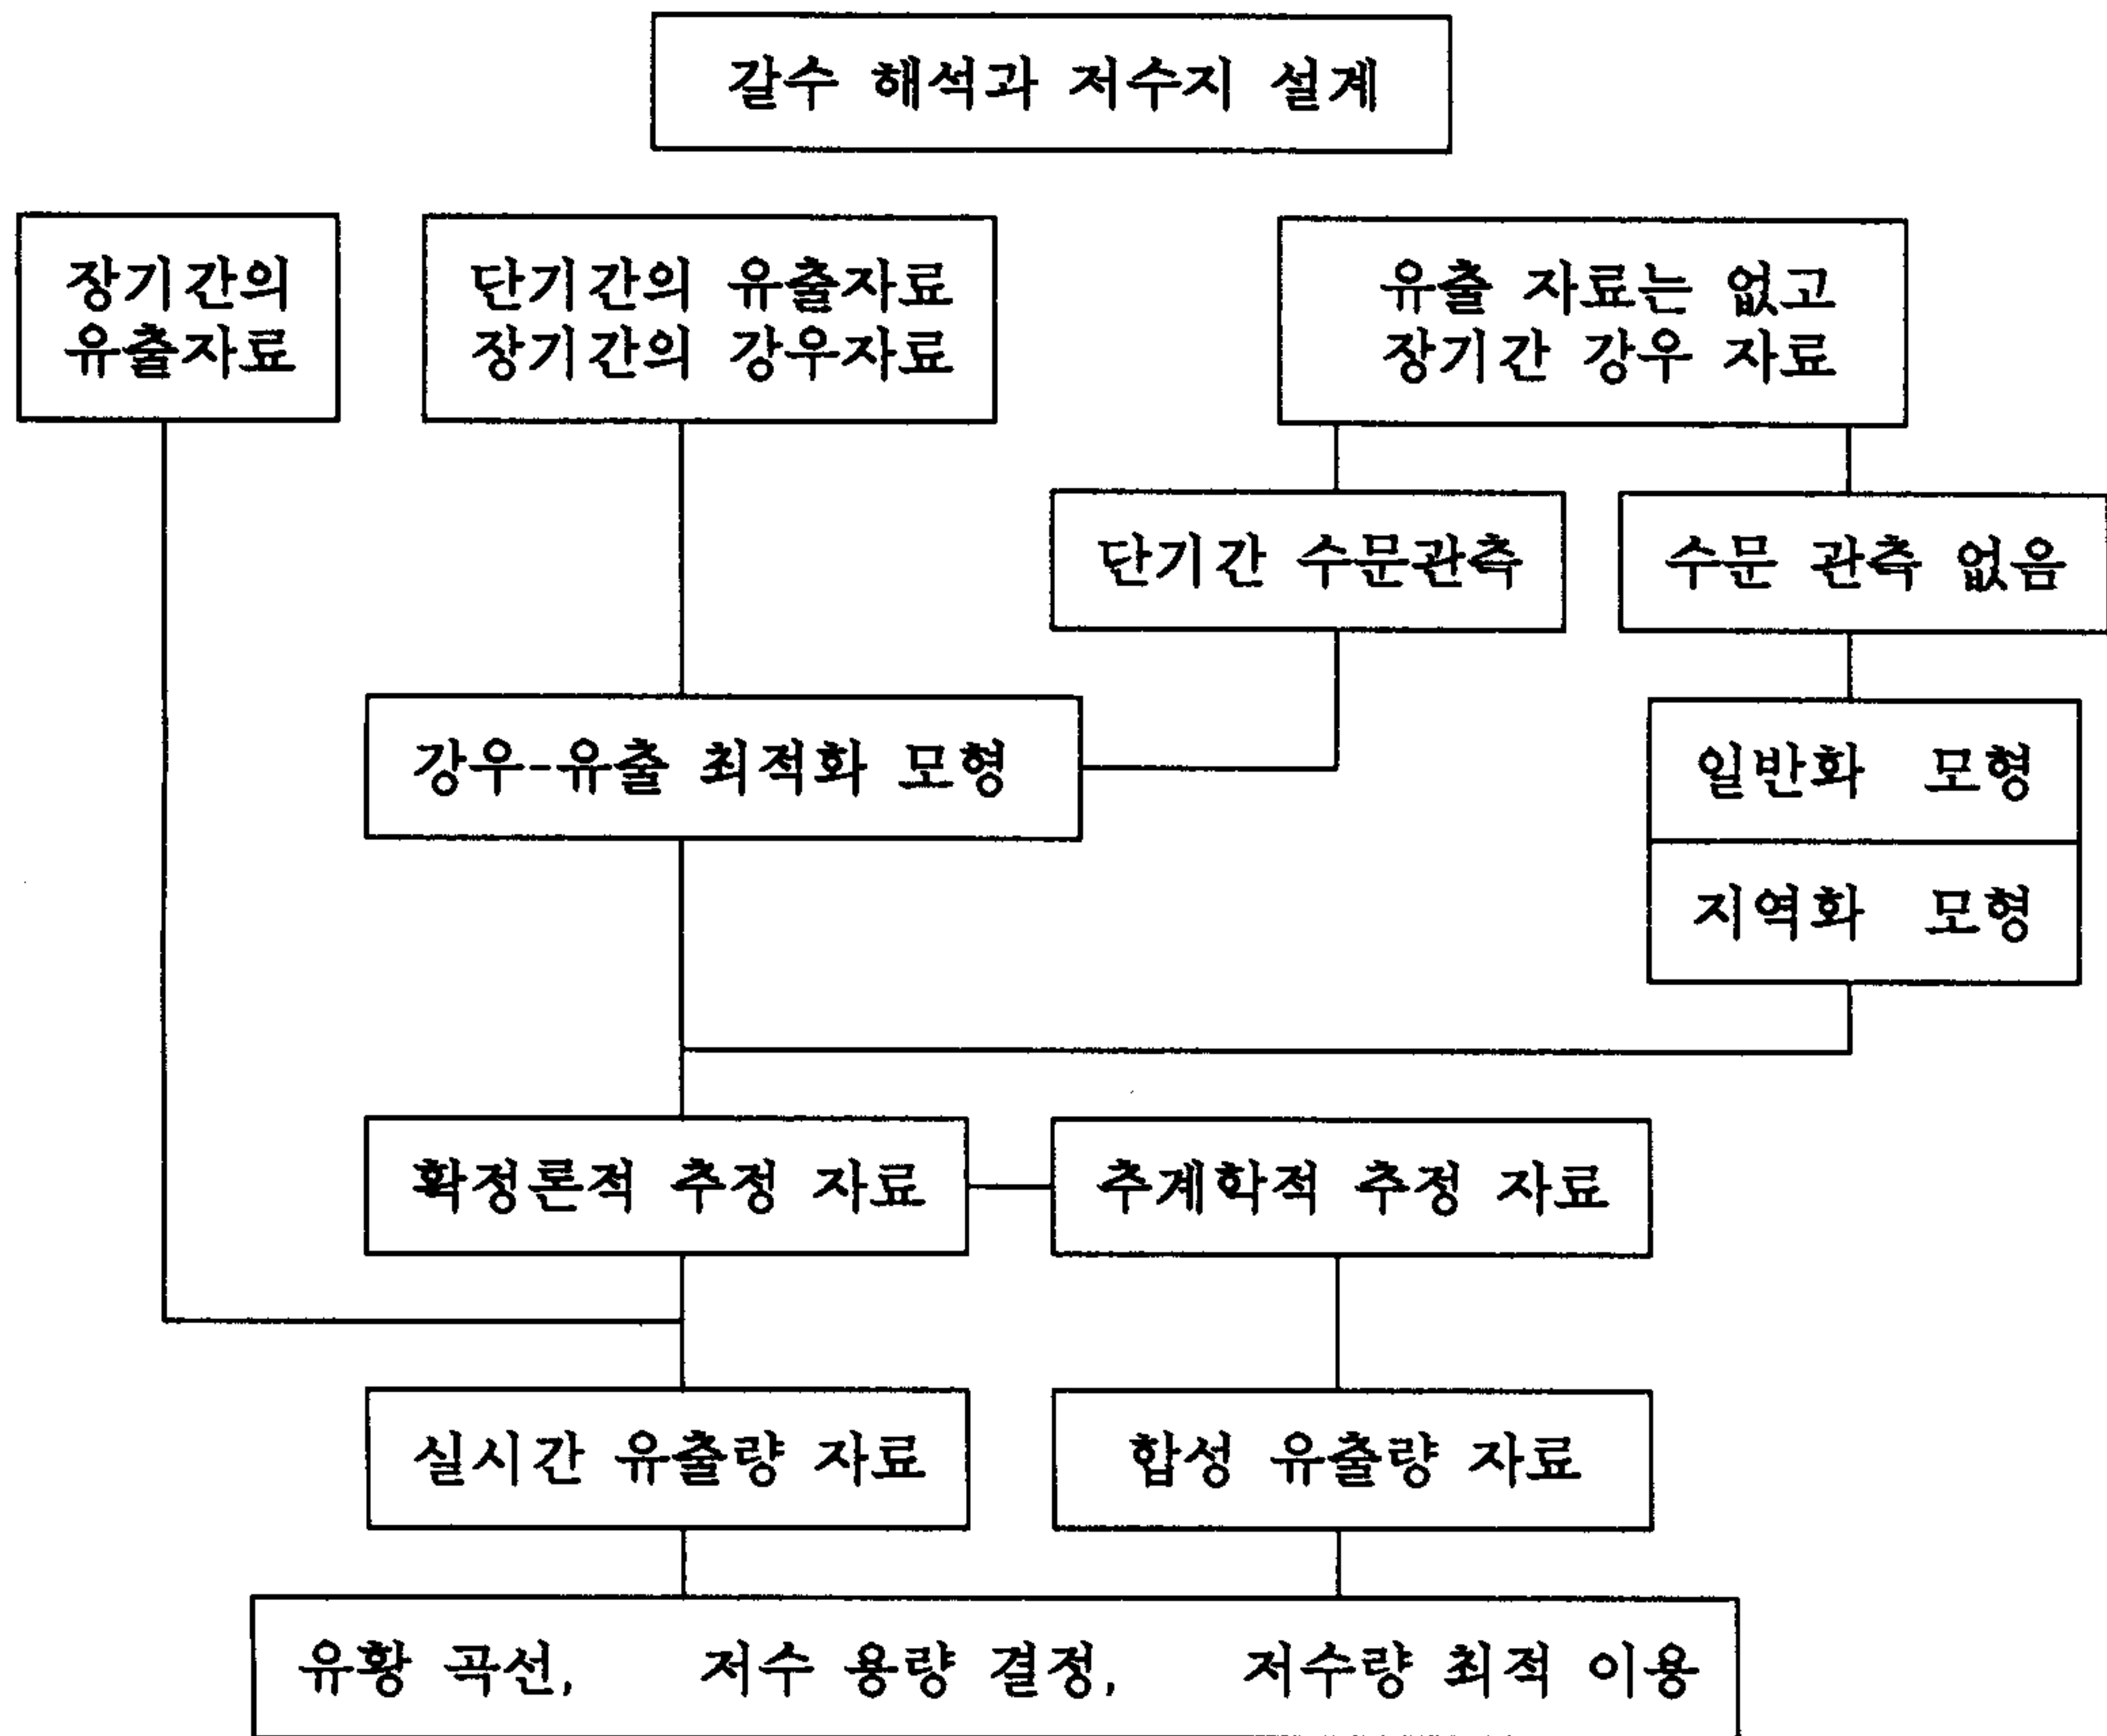 갈수 해석과 저수지 설계
장기간의
유출자료
단기간의 유출자료
장기간의 강우자료
유출 자료는 없고
장기간 강우 자료
단기간 수문관측
수문 관측 없음
강우-유출 최적화 모형
일반화 모형
지역화 모형
확정론적 추정 자료
추계학적 추정 자료
실시간 유출량 자료
합성 유출량 자료
유황 곡선, 저수 용량 결정, 저수량 최적 이용